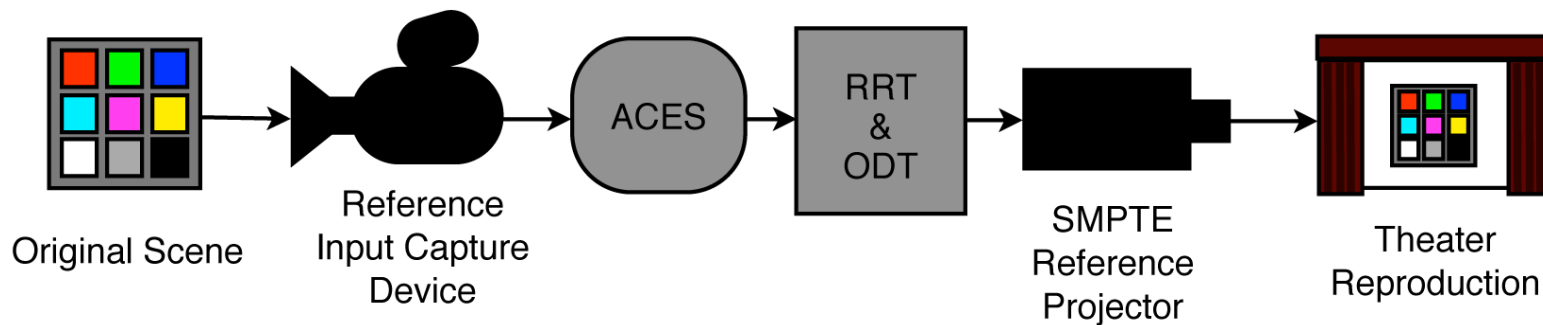 Original Scene
Reference
Input Capture
Device
ACES
RRT
&
ODT
SMPTE
Reference
Projector
Theater
Reproduction